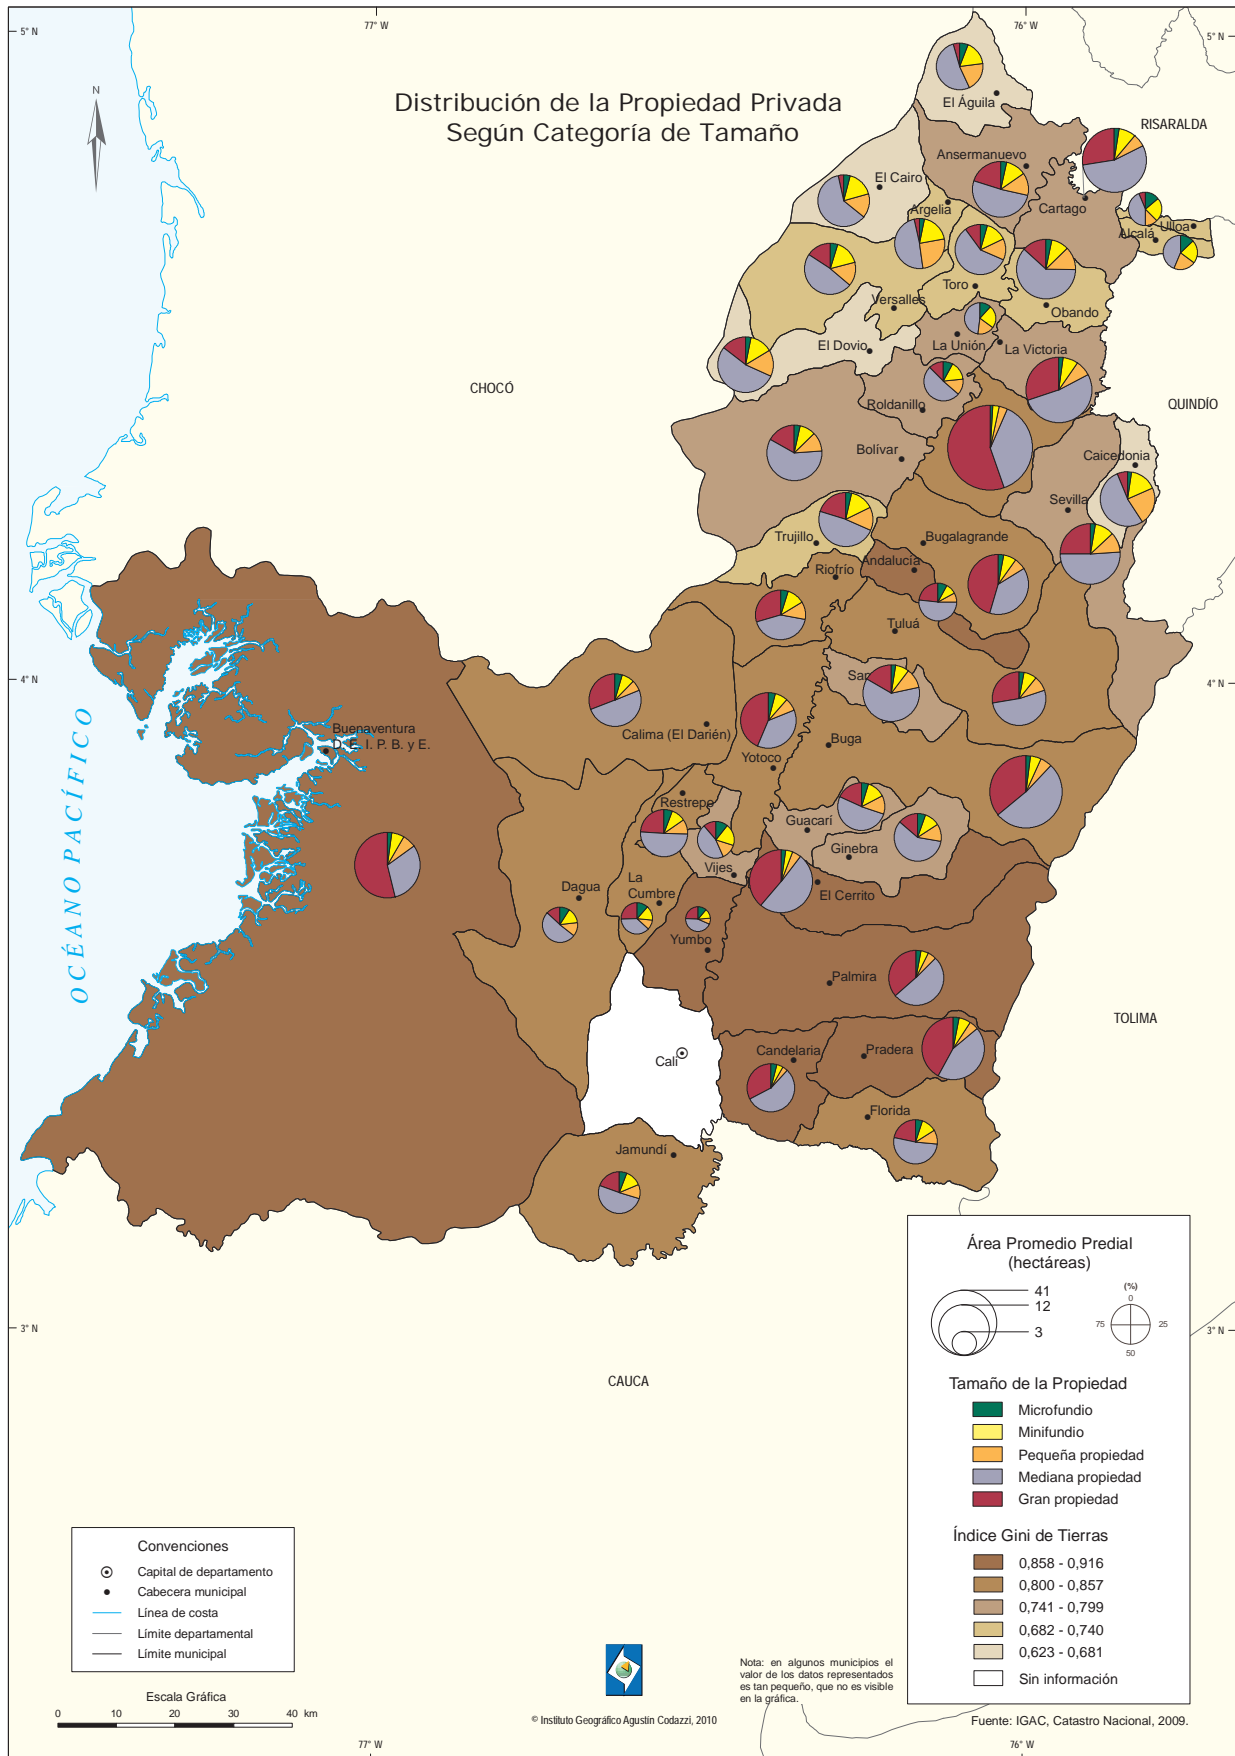 77° W
76° W
5° N
5° N
N
Distribución de la Propiedad Privada
Según Categoría de Tamaño
El Águila
RISARALDA
Ansermanuevo
El Cairo
Argelia
Cartago
Ulloa
Alcalá
Toro
Versalles
Obando
El Dovio
La Unión
La Victoria
CHOCÓ
QUINDÍO
Roldanillo
Bolívar
Caicedonia
Sevilla
Trujillo
Bugalagrande
Andalucía
Riofrío
Tuluá
4° N
4° N
San
Calima (El Darién)
Buenaventura
D. E. I. P. B. y E.
Buga
Yotoco
OCÉANO PACÍFICO
Restrepo
Guacarí
Ginebra
Vijes
La
Cumbre
Dagua
El Cerrito
Yumbo
Palmira
TOLIMA
Cali
Candelaria
Pradera
Florida
Jamundí
CAUCA
3° N
3° N
Área Promedio Predial
(hectáreas)
41
12
3
(%)
0
75
25
50
Tamaño de la Propiedad
Microfundio
Minifundio
Pequeña propiedad
Mediana propiedad
Gran propiedad
Índice Gini de Tierras
0,858 - 0,916
0,800 - 0,857
0,741 - 0,799
0,682 - 0,740
0,623 - 0,681
Sin información
Convenciones
Capital de departamento
Cabecera municipal
Línea de costa
Límite departamental
Límite municipal
Escala Gráfica
0 10 20 30 40 km
© Instituto Geográfico Agustín Codazzi, 2010
Nota: en algunos municipios el
valor de los datos representados
es tan pequeño, que no es visible
en la gráfica.
Fuente: IGAC, Catastro Nacional, 2009.
77° W
76° W